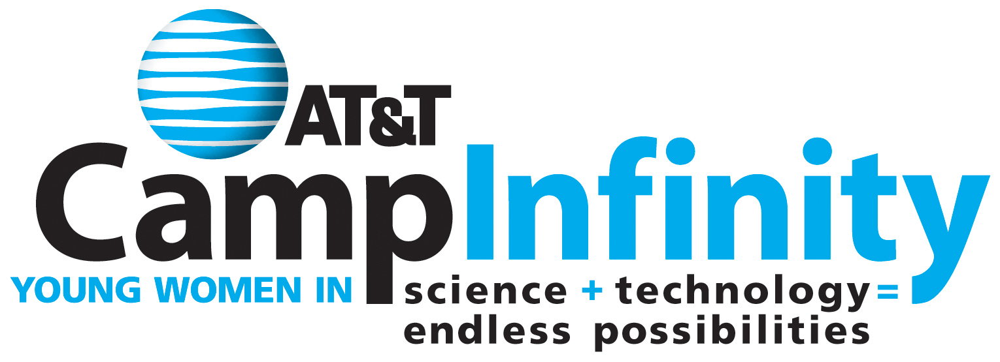 AT&T
CampInfinity
YOUNG WOMEN IN science + technology =
endless possibilities